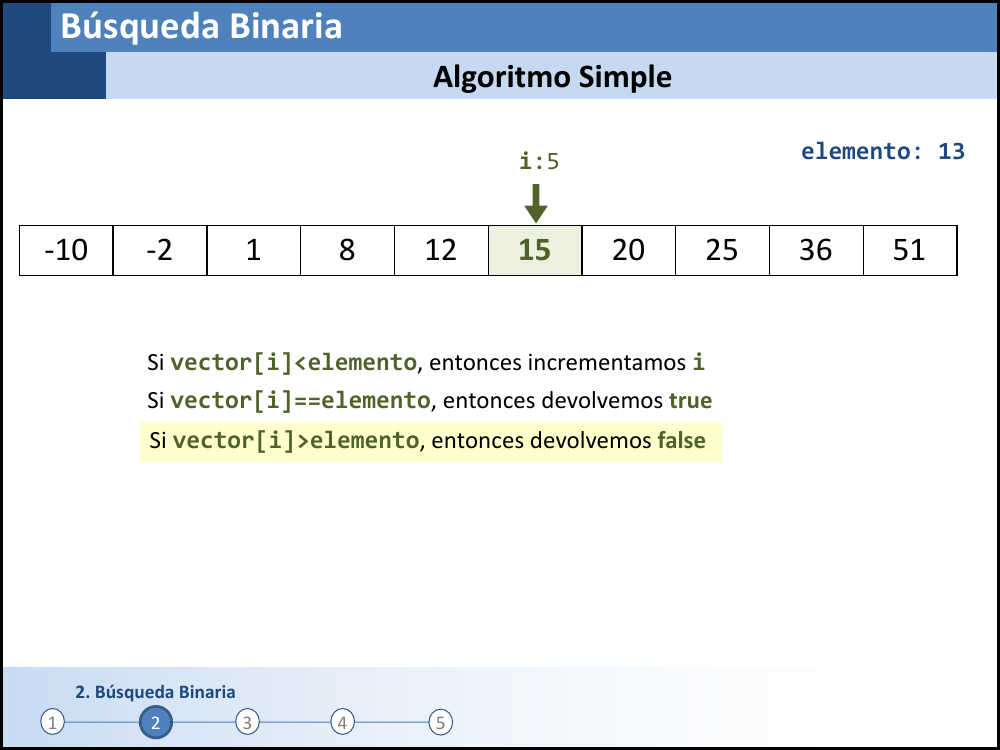 Búsqueda Binaria
Algoritmo Simple
elemento: 13
i:5
-10 -2 1 8 12 15 20 25 36 51
Si vector[i]<elemento, entonces incrementamos i
Si vector[i]==elemento, entonces devolvemos true
Si vector[i]>elemento, entonces devolvemos false
2. Búsqueda Binaria
1 2 3 4 5